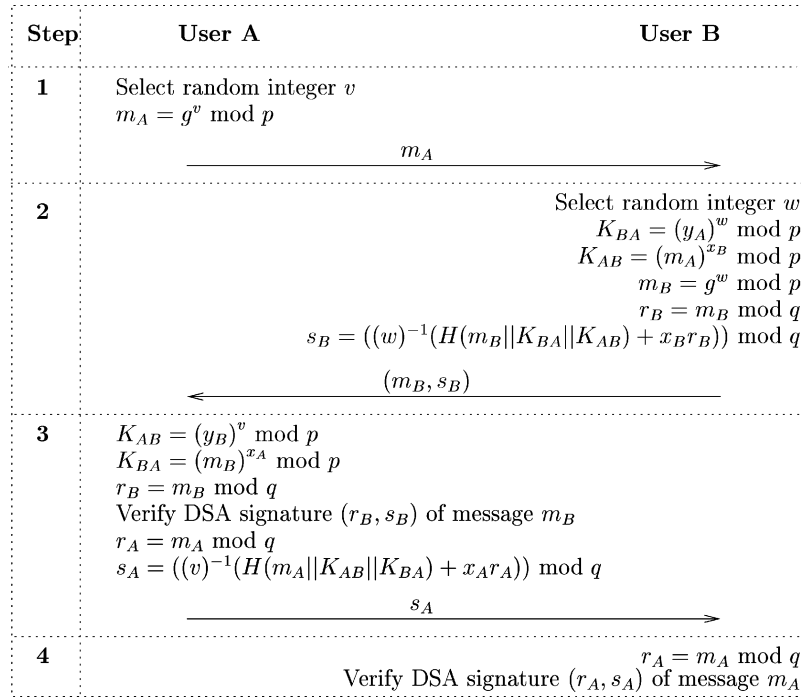 Step User A User B
1 Select random integer v
m_A = g^v mod p
m_A
2 Select random integer w
K_BA = (y_A)^w mod p
K_AB = (m_A)^{x_B} mod p
m_B = g^w mod p
r_B = m_B mod q
s_B = ((w)^{-1}(H(m_B||K_BA||K_AB) + x_B r_B)) mod q
(m_B, s_B)
3 K_AB = (y_B)^v mod p
K_BA = (m_B)^{x_A} mod p
r_B = m_B mod q
Verify DSA signature (r_B, s_B) of message m_B
r_A = m_A mod q
s_A = ((v)^{-1}(H(m_A||K_AB||K_BA) + x_A r_A)) mod q
s_A
4 r_A = m_A mod q
Verify DSA signature (r_A, s_A) of message m_A